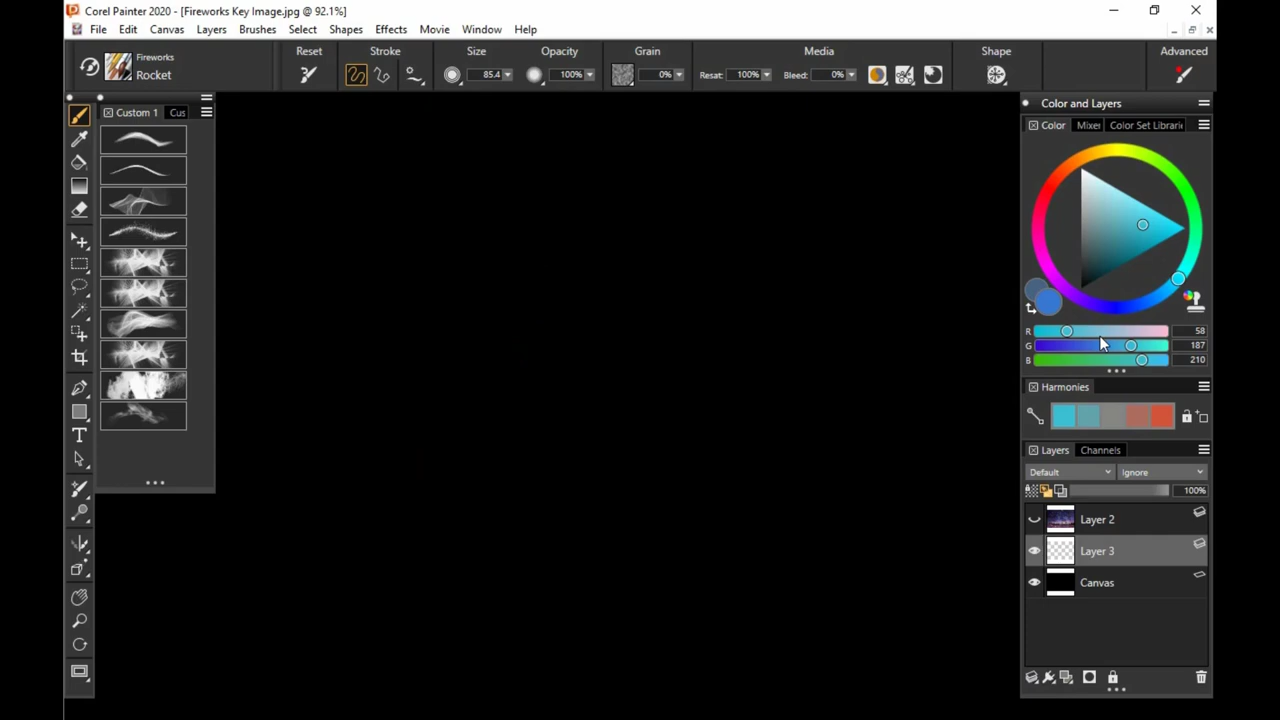 Corel Painter 2020 - [Fireworks Key Image.jpg @ 92.1%]
File Edit Canvas Layers Brushes Select Shapes Effects Movie Window Help
Fireworks
Rocket
Reset Stroke Size Opacity Grain Media Shape Advanced
85.4 100% 0% Resat: 100% Bleed: 0%
Custom 1 Cus
Color and Layers
Color Mixer Color Set Librarie
R 58
G 187
B 210
Harmonies
Layers Channels
Default Ignore
100%
Layer 2
Layer 3
Canvas